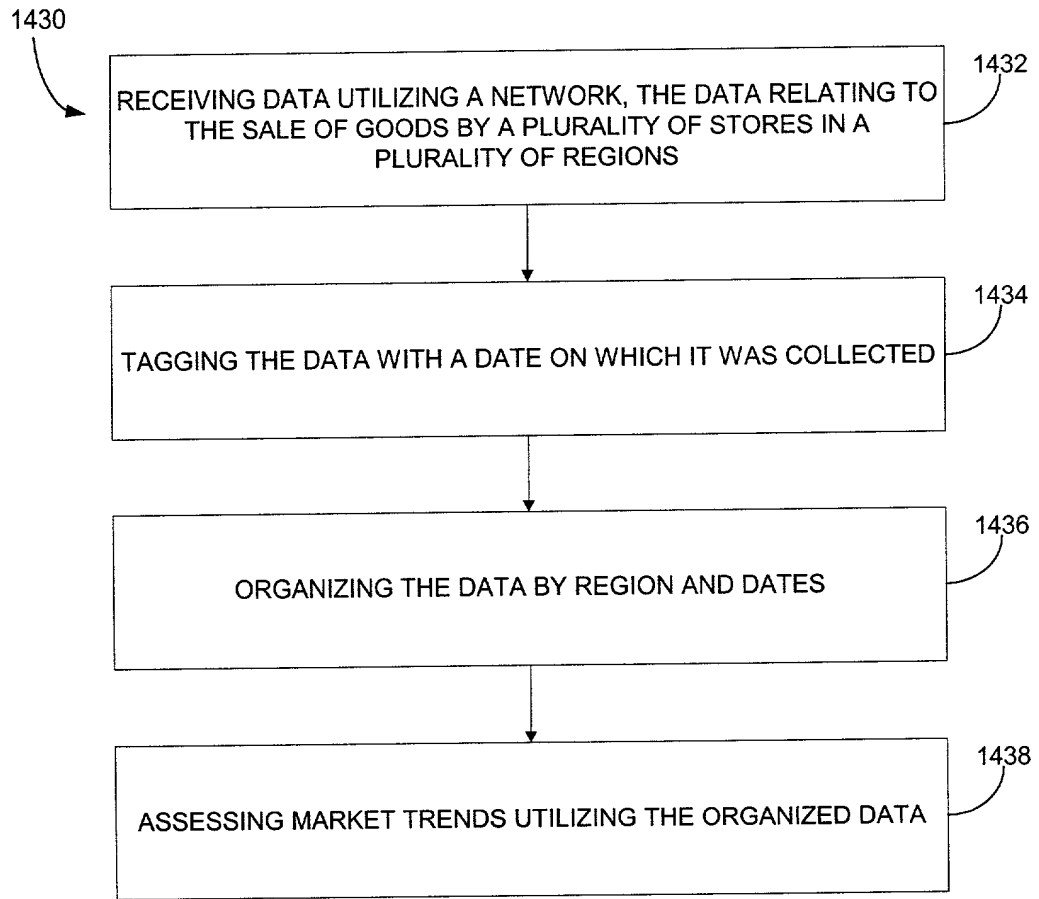 1430
1432
RECEIVING DATA UTILIZING A NETWORK, THE DATA RELATING TO
THE SALE OF GOODS BY A PLURALITY OF STORES IN A
PLURALITY OF REGIONS
1434
TAGGING THE DATA WITH A DATE ON WHICH IT WAS COLLECTED
1436
ORGANIZING THE DATA BY REGION AND DATES
1438
ASSESSING MARKET TRENDS UTILIZING THE ORGANIZED DATA